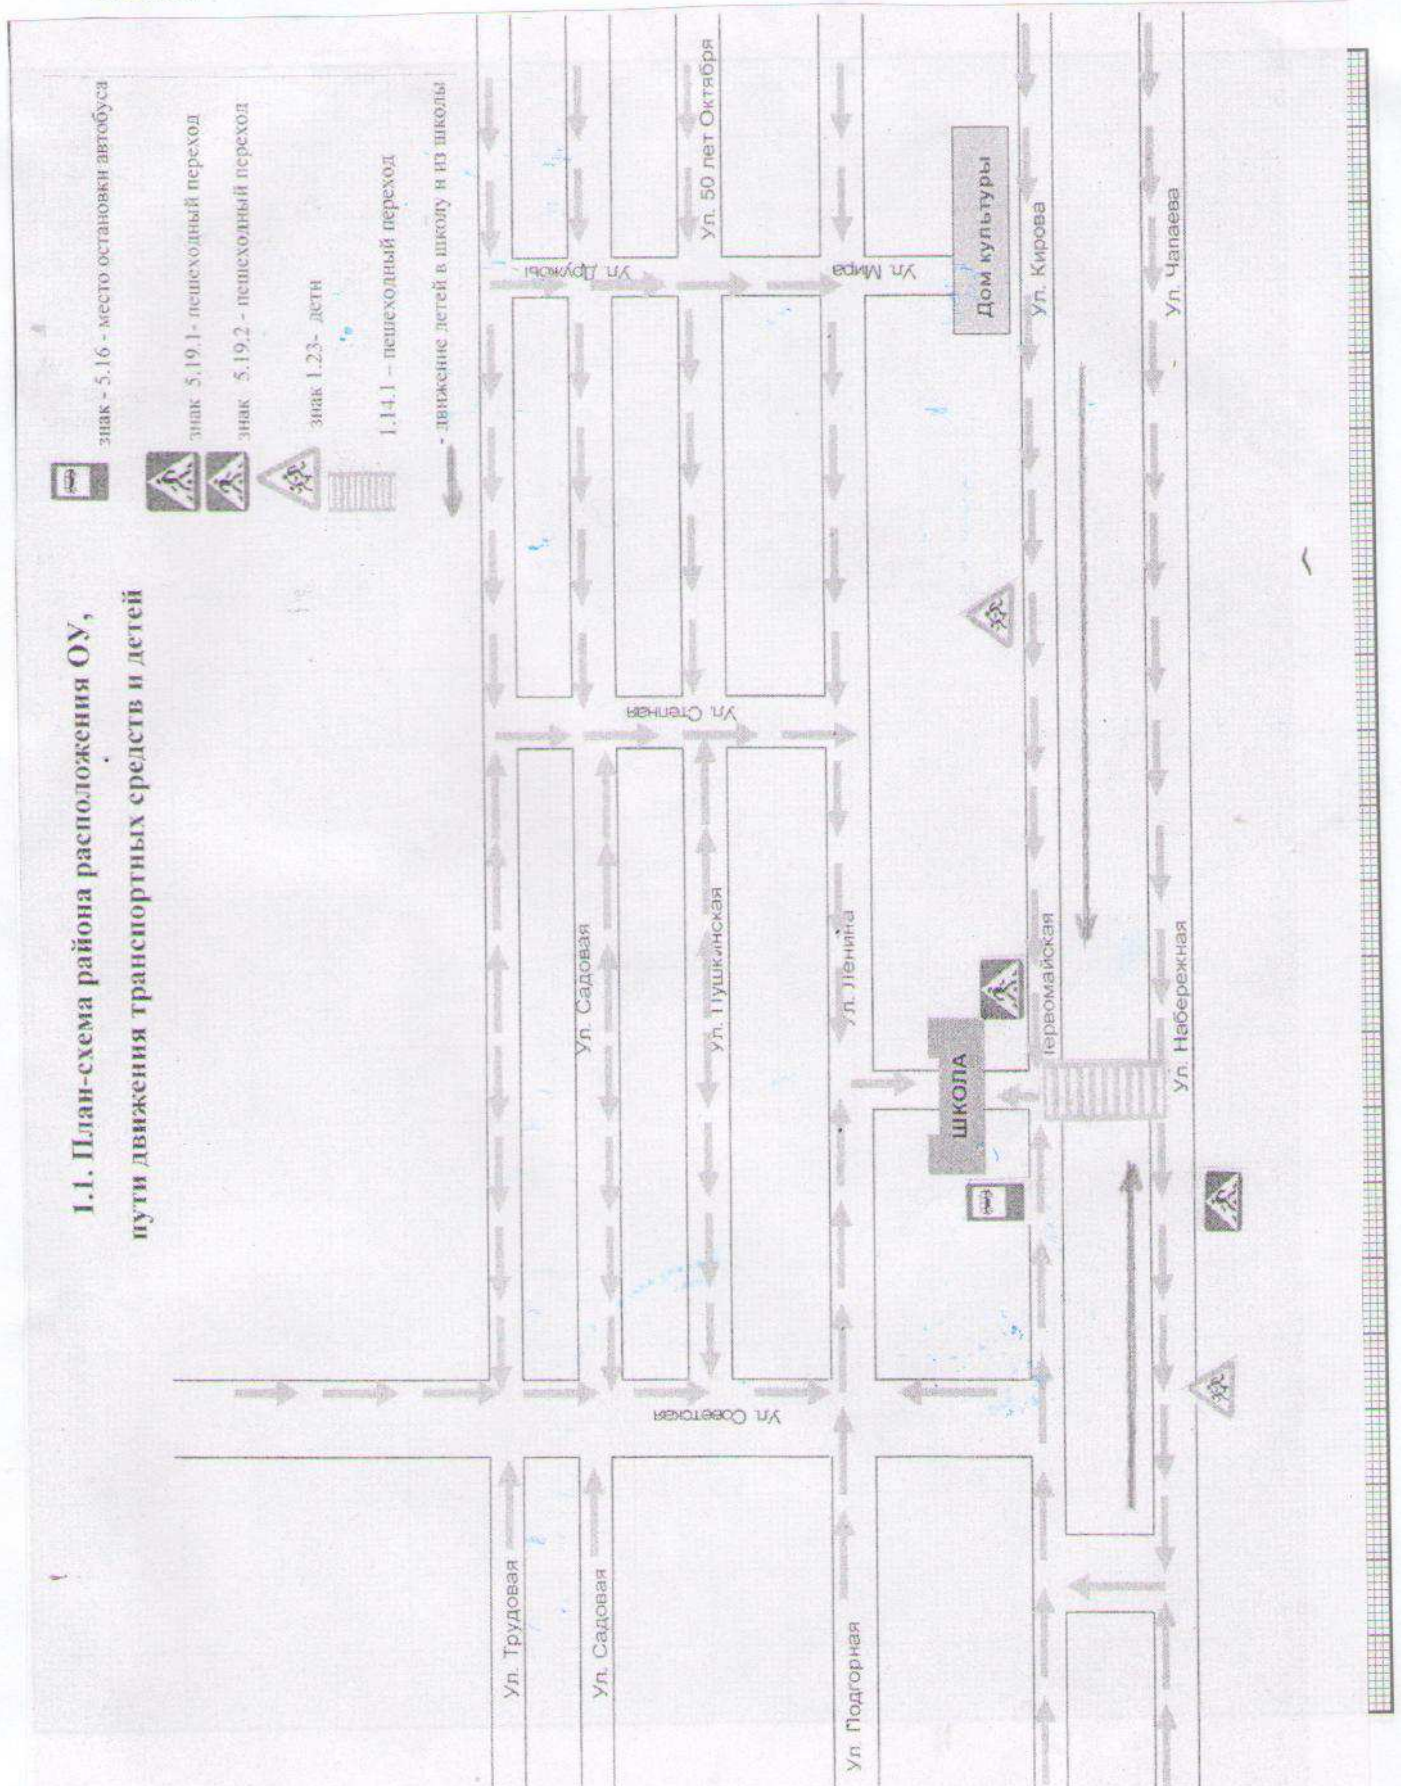 1.1. План-схема района расположения ОУ,
пути движения транспортных средств и детей
знак - 5.16 - место остановки автобуса
знак 5.19.1- пешеходный переход
знак 5.19.2 - пешеходный переход
знак 1.23- дети
1.14.1 – пешеходный переход
- движение детей в школу и из школы
Ул. Трудовая
Ул. Садовая
Ул. Подгорная
Ул. Советская
Ул. Садовая
Ул. Пушкинская
Ул. Ленина
ШКОЛА
Первомайская
Ул. Набережная
Ул. Степная
Ул. Дружбы
Ул. 50 лет Октября
Ул. Мира
Дом культуры
Ул. Кирова
Ул. Чапаева